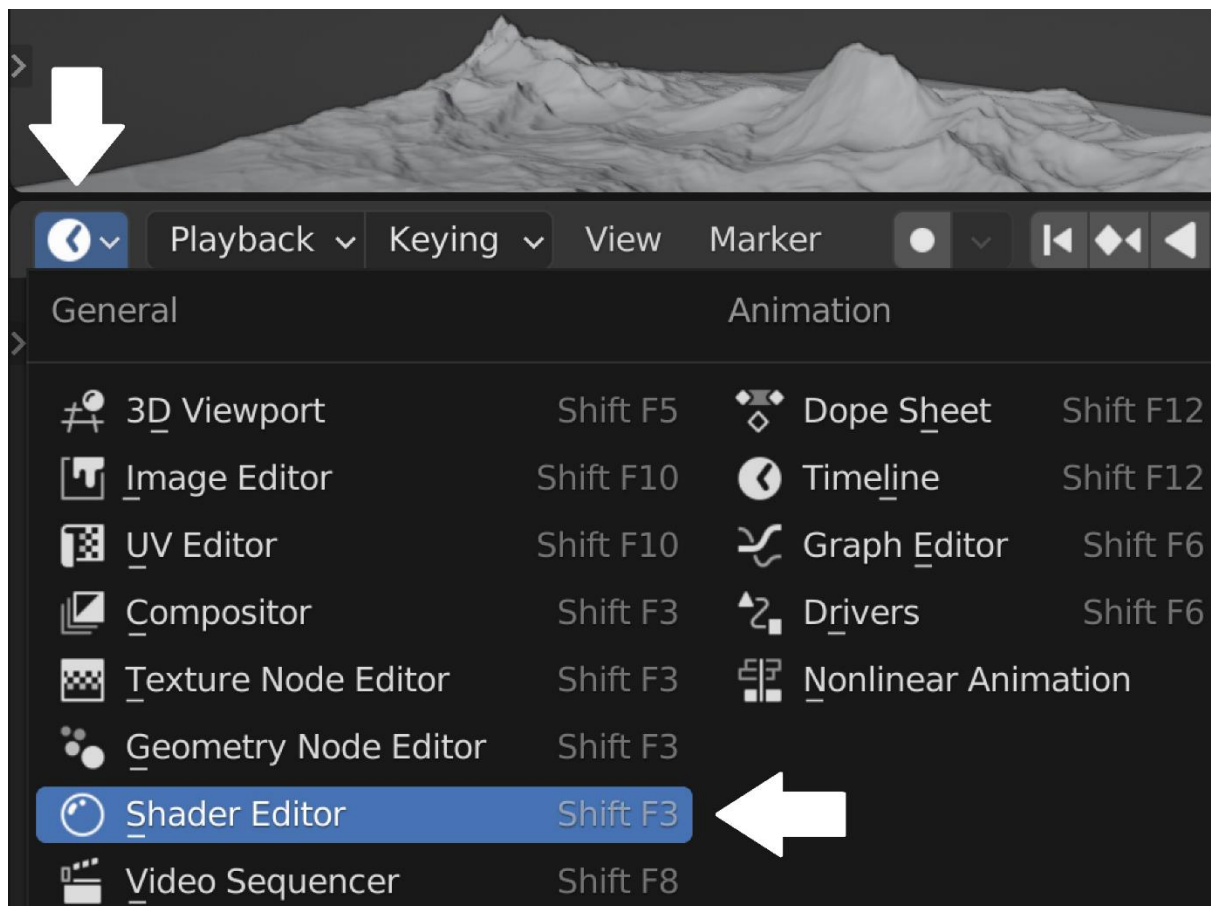 Playback Keying View Marker
General Animation
3D Viewport Shift F5 Dope Sheet Shift F12
Image Editor Shift F10 Timeline Shift F12
UV Editor Shift F10 Graph Editor Shift F6
Compositor Shift F3 Drivers Shift F6
Texture Node Editor Shift F3 Nonlinear Animation
Geometry Node Editor Shift F3
Shader Editor Shift F3
Video Sequencer Shift F8